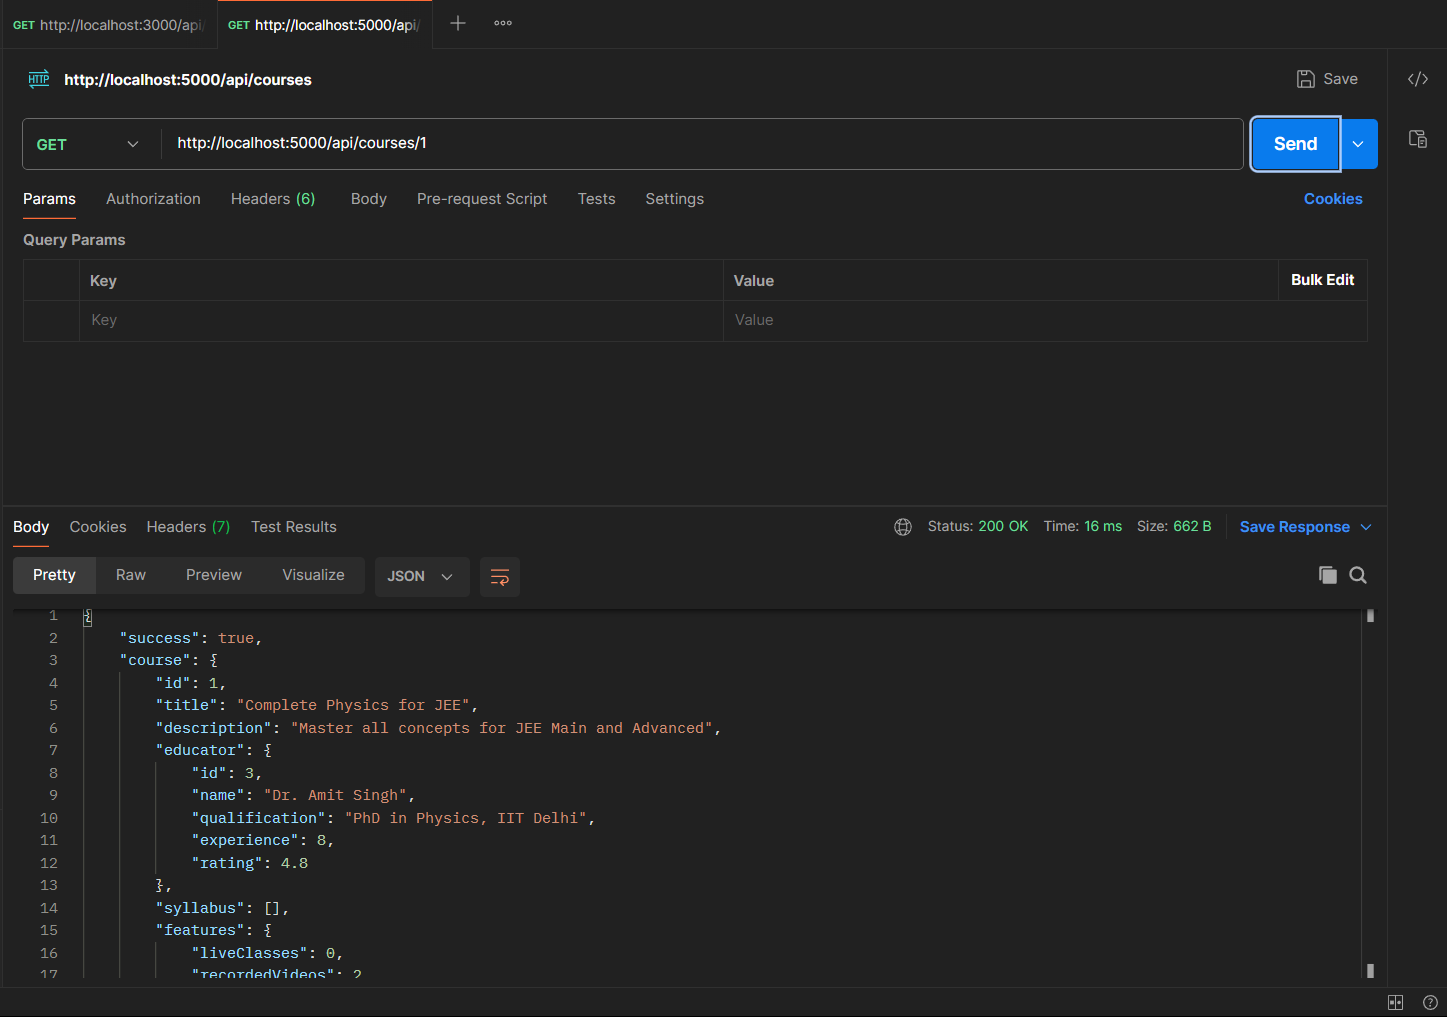 GET http://localhost:3000/api/
GET http://localhost:5000/api/
HTTP http://localhost:5000/api/courses
Save
GET
http://localhost:5000/api/courses/1
Send
Params Authorization Headers (6) Body Pre-request Script Tests Settings Cookies
Query Params
Key Value Bulk Edit
Key Value
Body Cookies Headers (7) Test Results Status: 200 OK Time: 16 ms Size: 662 B Save Response
Pretty Raw Preview Visualize JSON
1 {
2 "success": true,
3 "course": {
4 "id": 1,
5 "title": "Complete Physics for JEE",
6 "description": "Master all concepts for JEE Main and Advanced",
7 "educator": {
8 "id": 3,
9 "name": "Dr. Amit Singh",
10 "qualification": "PhD in Physics, IIT Delhi",
11 "experience": 8,
12 "rating": 4.8
13 },
14 "syllabus": [],
15 "features": {
16 "liveClasses": 0,
17 "recordedVideos": 2